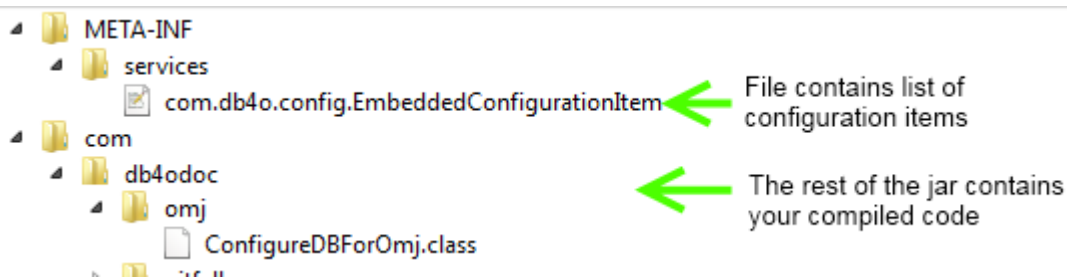 META-INF
services
com.db4o.config.EmbeddedConfigurationItem
File contains list of
configuration items
com
db4odoc
The rest of the jar contains
your compiled code
omj
ConfigureDBForOmj.class